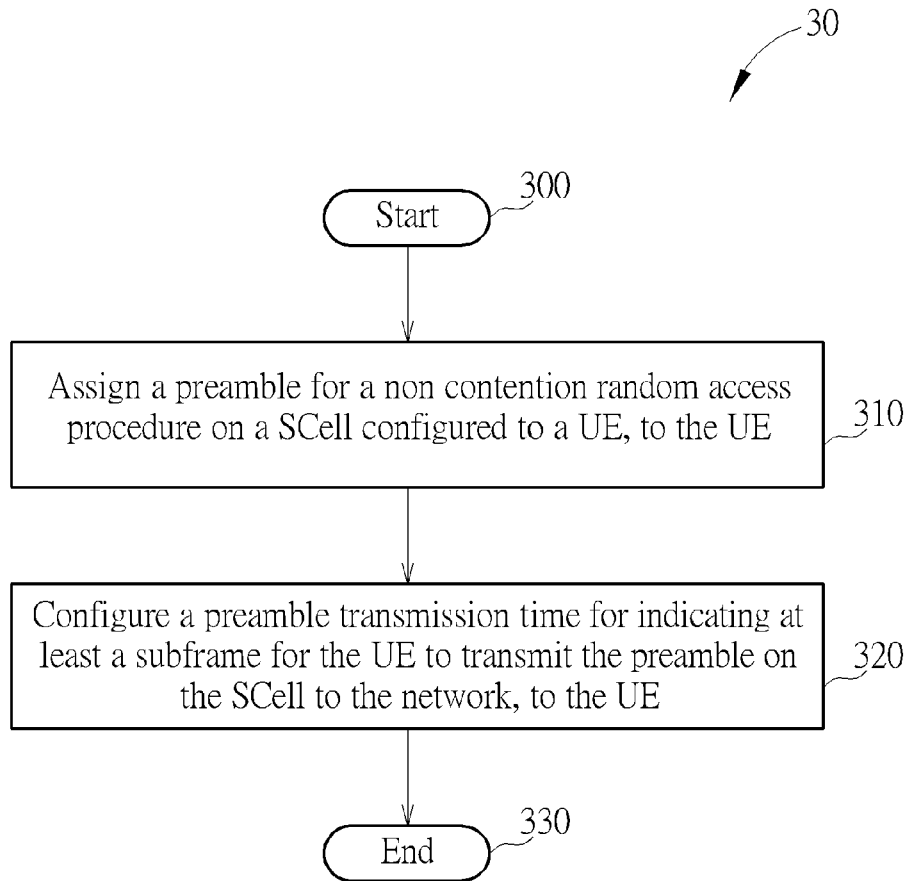 30
300
Start
Assign a preamble for a non contention random access
procedure on a SCell configured to a UE, to the UE
310
Configure a preamble transmission time for indicating at
least a subframe for the UE to transmit the preamble on
the SCell to the network, to the UE
320
330
End